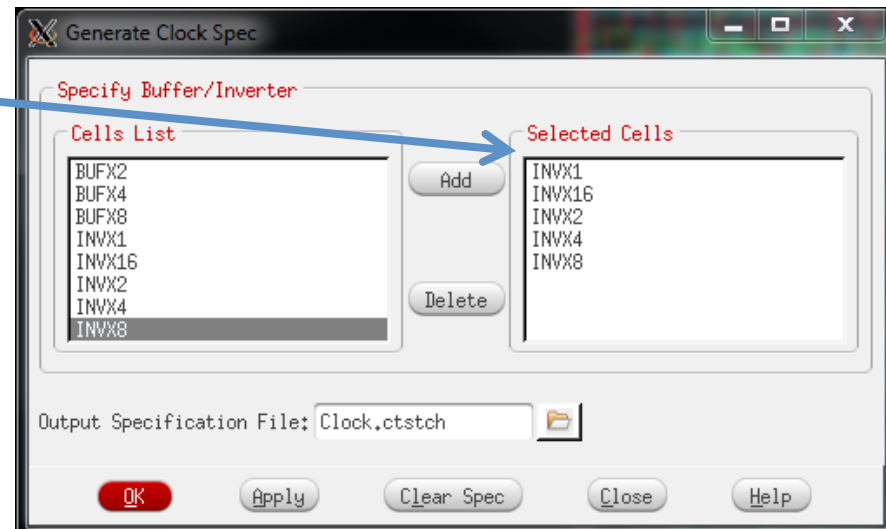 Generate Clock Spec
Specify Buffer/Inverter
Cells List
BUFX2
BUFX4
BUFX8
INVX1
INVX16
INVX2
INVX4
INVX8
Add
Delete
Selected Cells
INVX1
INVX16
INVX2
INVX4
INVX8
Output Specification File: Clock.ctstch
OK Apply Clear Spec Close Help